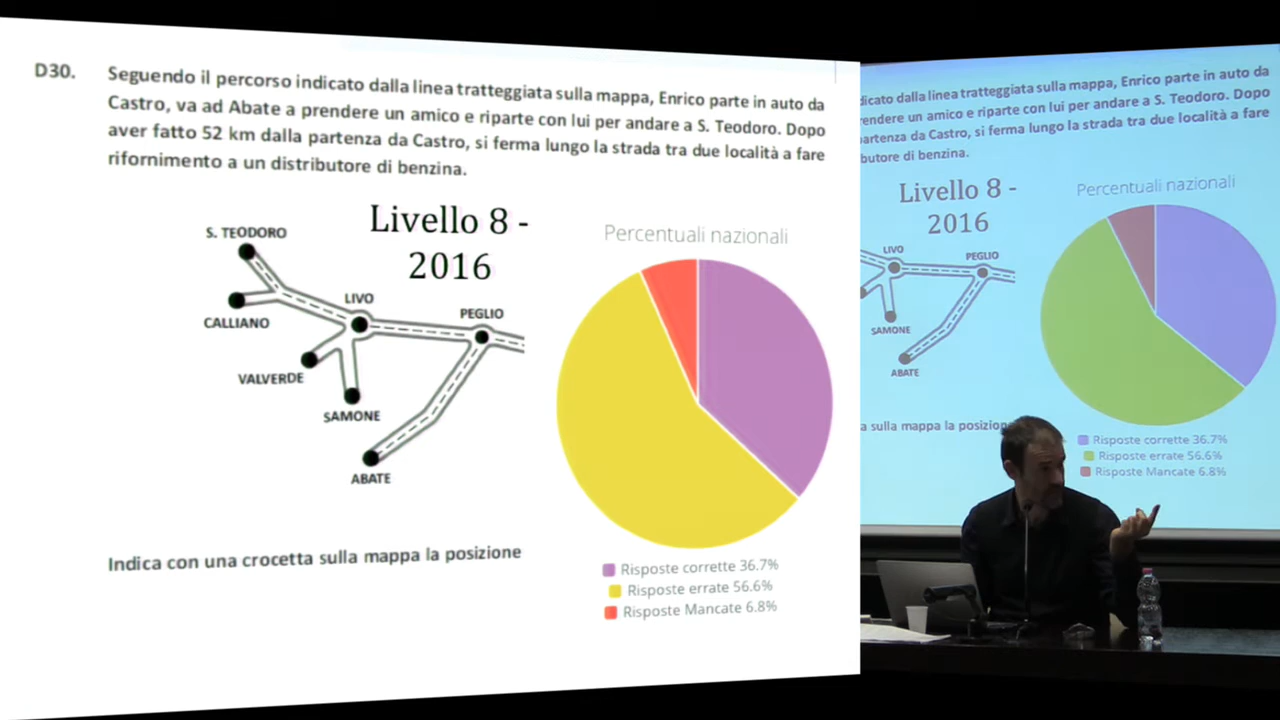 D30. Seguendo il percorso indicato dalla linea tratteggiata sulla mappa, Enrico parte in auto da
Castro, va ad Abate a prendere un amico e riparte con lui per andare a S. Teodoro. Dopo
aver fatto 52 km dalla partenza da Castro, si ferma lungo la strada tra due località a fare
rifornimento a un distributore di benzina.
Livello 8 -
2016
S. TEODORO
CALLIANO
LIVO
PEGLIO
VALVERDE
SAMONE
ABATE
Indica con una crocetta sulla mappa la posizione
Percentuali nazionali
Risposte corrette 36.7%
Risposte errate 56.6%
Risposte Mancate 6.8%
dicato dalla linea tratteggiata sulla mappa, Enrico parte in auto da
rendere un amico e riparte con lui per andare a S. Teodoro. Dopo
artenza da Castro, si ferma lungo la strada tra due località a fare
butore di benzina.
Livello 8 -
2016
LIVO
PEGLIO
SAMONE
ABATE
a sulla mappa la posizion
Percentuali nazionali
Risposte corrette 36.7%
Risposte errate 56.6%
Risposte Mancate 6.8%